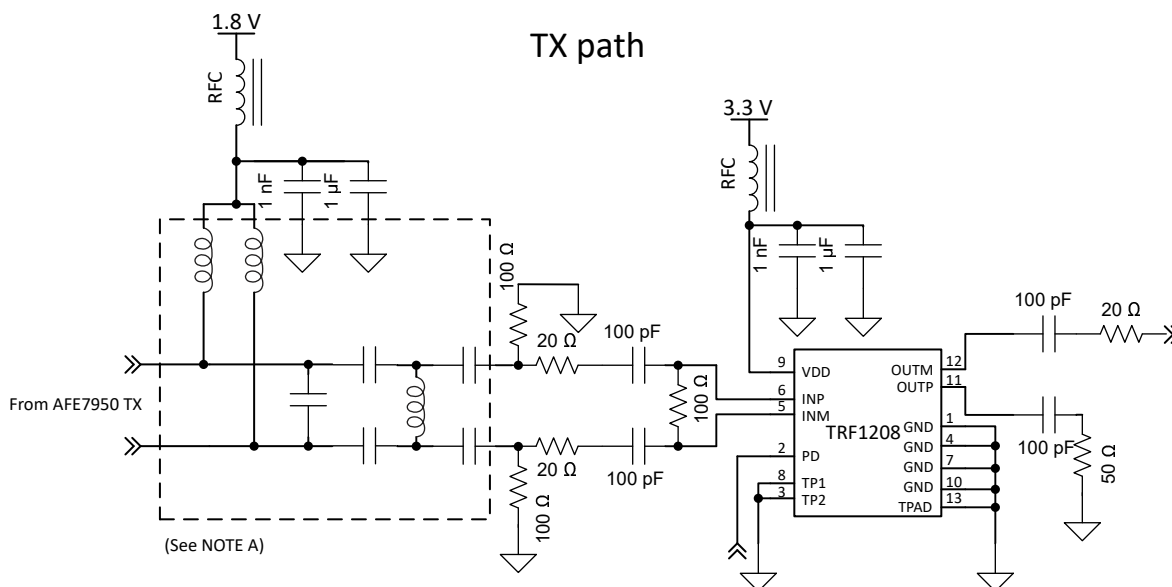 TX path
1.8 V
RFC
1 nF
1 µF
3.3 V
RFC
1 nF
1 µF
100 Ω
20 Ω
100 pF
100 Ω
20 Ω
100 pF
100 Ω
From AFE7950 TX
(See NOTE A)
9
VDD
6
INP
5
INM
2
PD
8
TP1
3
TP2
TRF1208
OUTM
12
OUTP
11
GND
1
GND
4
GND
7
GND
10
TPAD
13
100 pF
20 Ω
100 pF
50 Ω